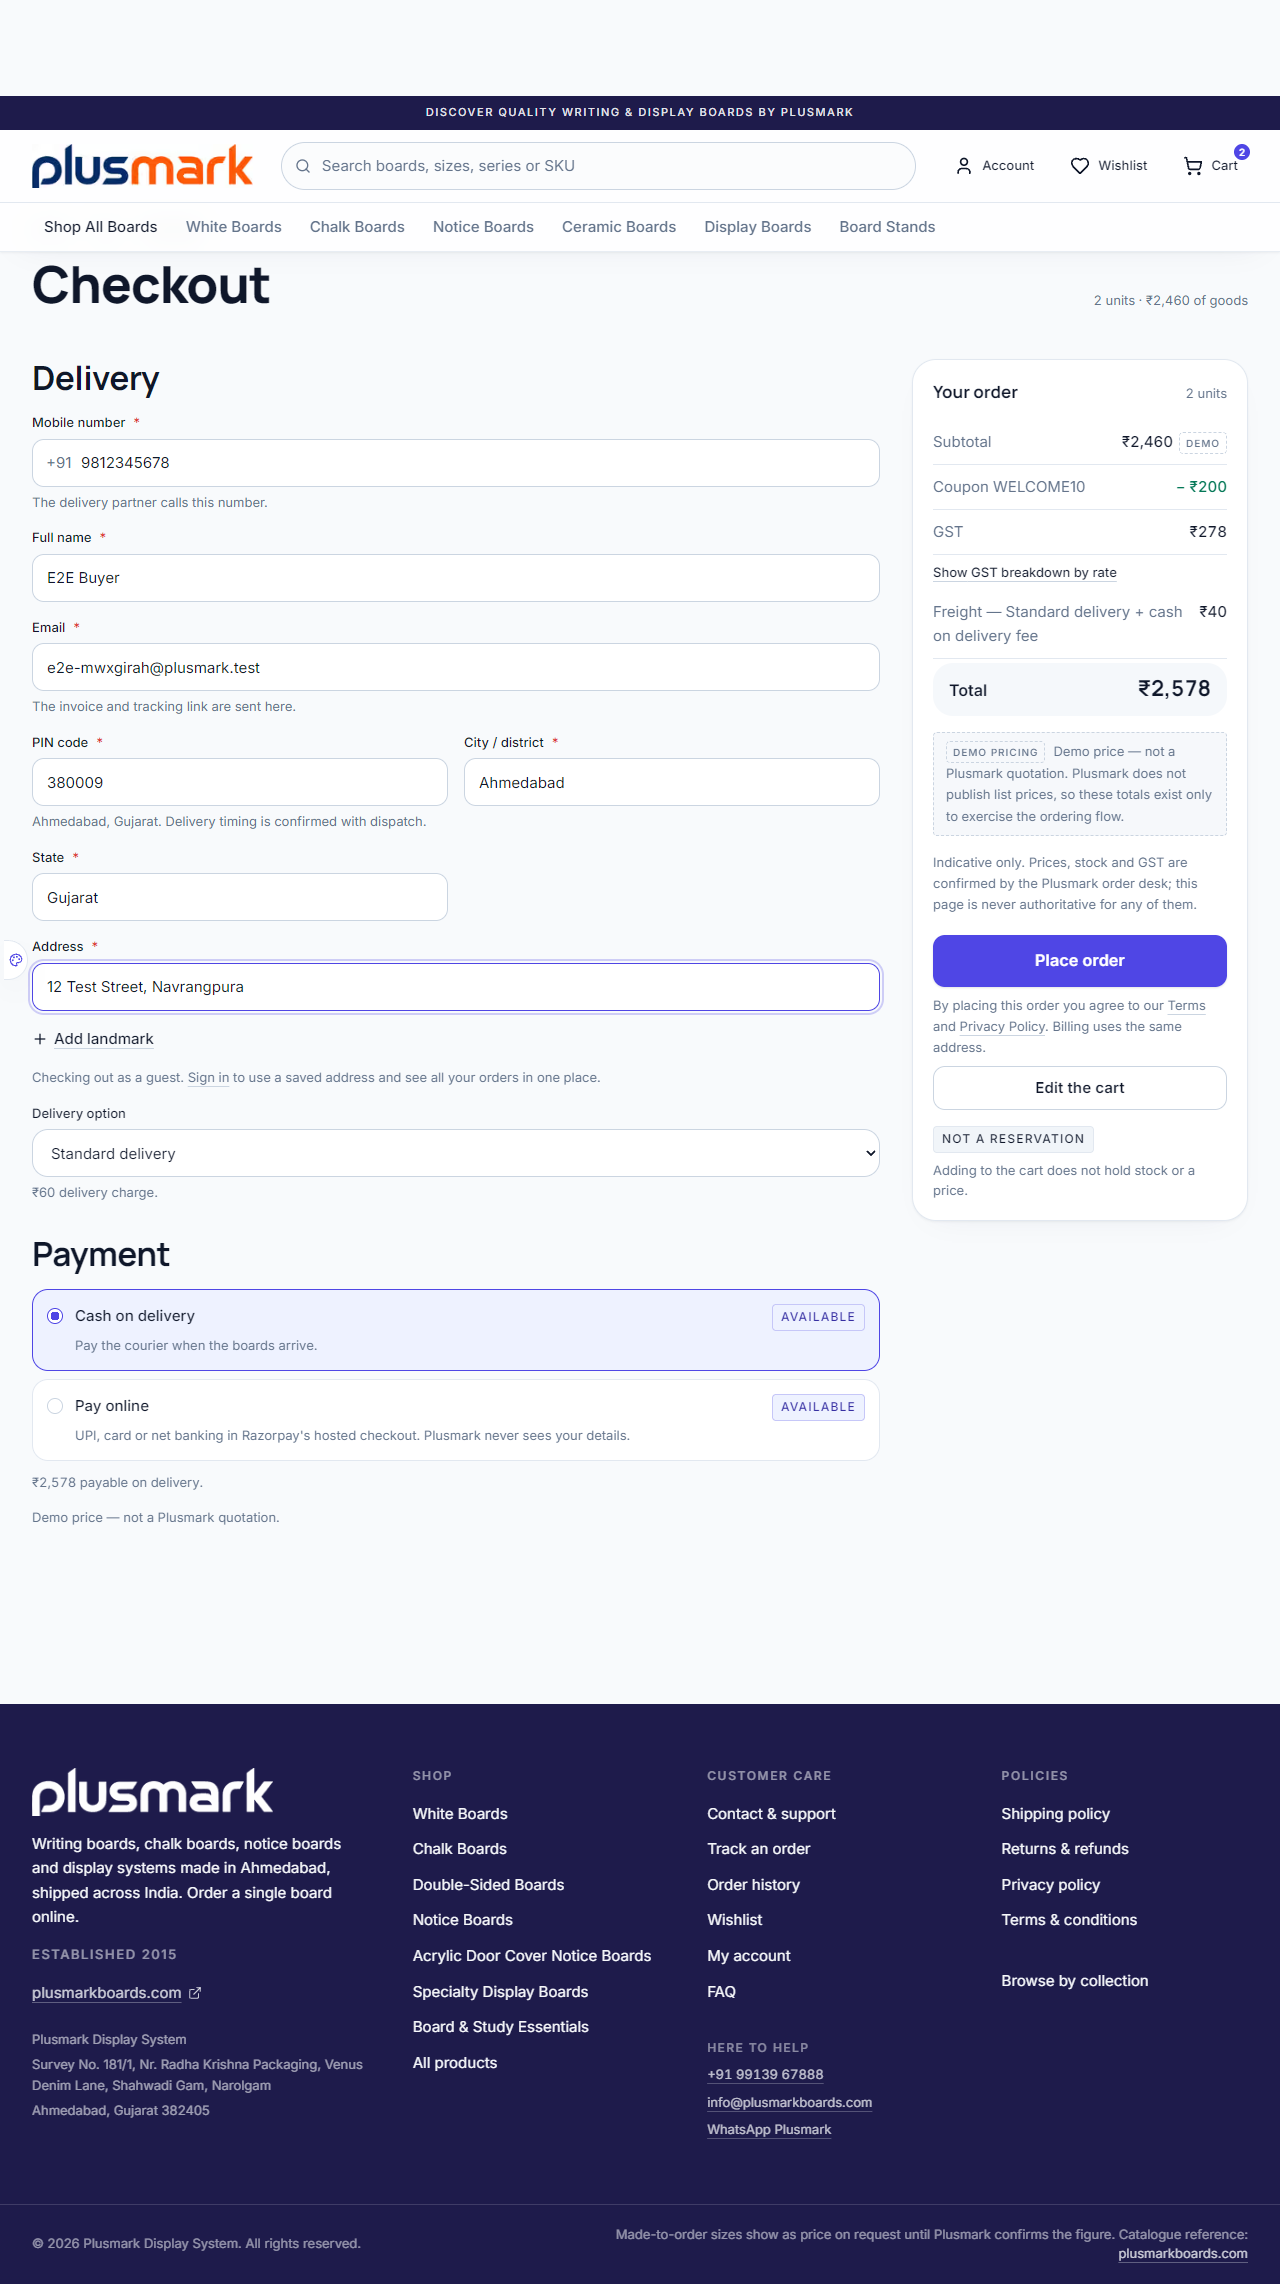 DISCOVER QUALITY WRITING & DISPLAY BOARDS BY PLUSMARK
plusmark
Search boards, sizes, series or SKU
Account
Wishlist
Cart
2
Shop All Boards
White Boards
Chalk Boards
Notice Boards
Ceramic Boards
Display Boards
Board Stands
Checkout
2 units · ₹2,460 of goods
Delivery
Mobile number *
+91 9812345678
The delivery partner calls this number.
Full name *
E2E Buyer
Email *
e2e-mwxgirah@plusmark.test
The invoice and tracking link are sent here.
PIN code *
380009
Ahmedabad, Gujarat. Delivery timing is confirmed with dispatch.
City / district *
Ahmedabad
State *
Gujarat
Address *
12 Test Street, Navrangpura
+ Add landmark
Checking out as a guest. Sign in to use a saved address and see all your orders in one place.
Delivery option
Standard delivery
₹60 delivery charge.
Payment
Cash on delivery
AVAILABLE
Pay the courier when the boards arrive.
Pay online
AVAILABLE
UPI, card or net banking in Razorpay's hosted checkout. Plusmark never sees your details.
₹2,578 payable on delivery.
Demo price — not a Plusmark quotation.
Your order
2 units
Subtotal
₹2,460 DEMO
Coupon WELCOME10
− ₹200
GST
₹278
Show GST breakdown by rate
Freight — Standard delivery + cash
on delivery fee
₹40
Total
₹2,578
DEMO PRICING Demo price — not a
Plusmark quotation. Plusmark does not
publish list prices, so these totals exist only
to exercise the ordering flow.
Indicative only. Prices, stock and GST are
confirmed by the Plusmark order desk; this
page is never authoritative for any of them.
Place order
By placing this order you agree to our Terms
and Privacy Policy. Billing uses the same
address.
Edit the cart
NOT A RESERVATION
Adding to the cart does not hold stock or a
price.
plusmark
Writing boards, chalk boards, notice boards
and display systems made in Ahmedabad,
shipped across India. Order a single board
online.
ESTABLISHED 2015
plusmarkboards.com
Plusmark Display System
Survey No. 181/1, Nr. Radha Krishna Packaging, Venus
Denim Lane, Shahwadi Gam, Narolgam
Ahmedabad, Gujarat 382405
SHOP
White Boards
Chalk Boards
Double-Sided Boards
Notice Boards
Acrylic Door Cover Notice Boards
Specialty Display Boards
Board & Study Essentials
All products
CUSTOMER CARE
Contact & support
Track an order
Order history
Wishlist
My account
FAQ
HERE TO HELP
+91 99139 67888
info@plusmarkboards.com
WhatsApp Plusmark
POLICIES
Shipping policy
Returns & refunds
Privacy policy
Terms & conditions
Browse by collection
© 2026 Plusmark Display System. All rights reserved.
Made-to-order sizes show as price on request until Plusmark confirms the figure. Catalogue reference:
plusmarkboards.com